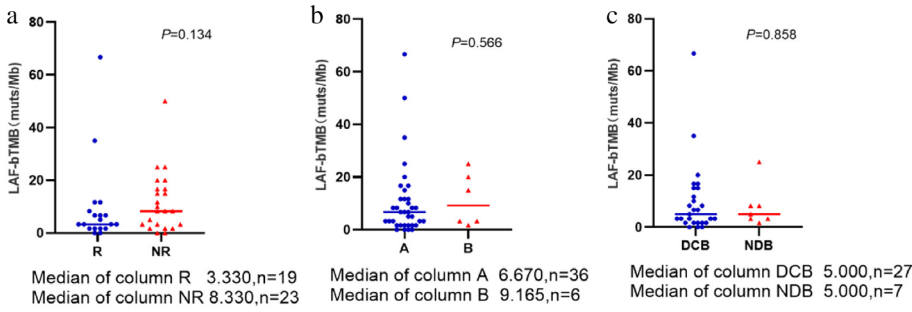 a
80
60
40
20
0
LAF-bTMB(muts/Mb)
P=0.134
R NR
Median of column R 3.330,n=19
Median of column NR 8.330,n=23
b
80
60
40
20
0
LAF-bTMB(muts/Mb)
P=0.566
A B
Median of column A 6.670,n=36
Median of column B 9.165,n=6
c
80
60
40
20
0
LAF-bTMB(muts/Mb)
P=0.858
DCB NDB
Median of column DCB 5.000,n=27
Median of column NDB 5.000,n=7